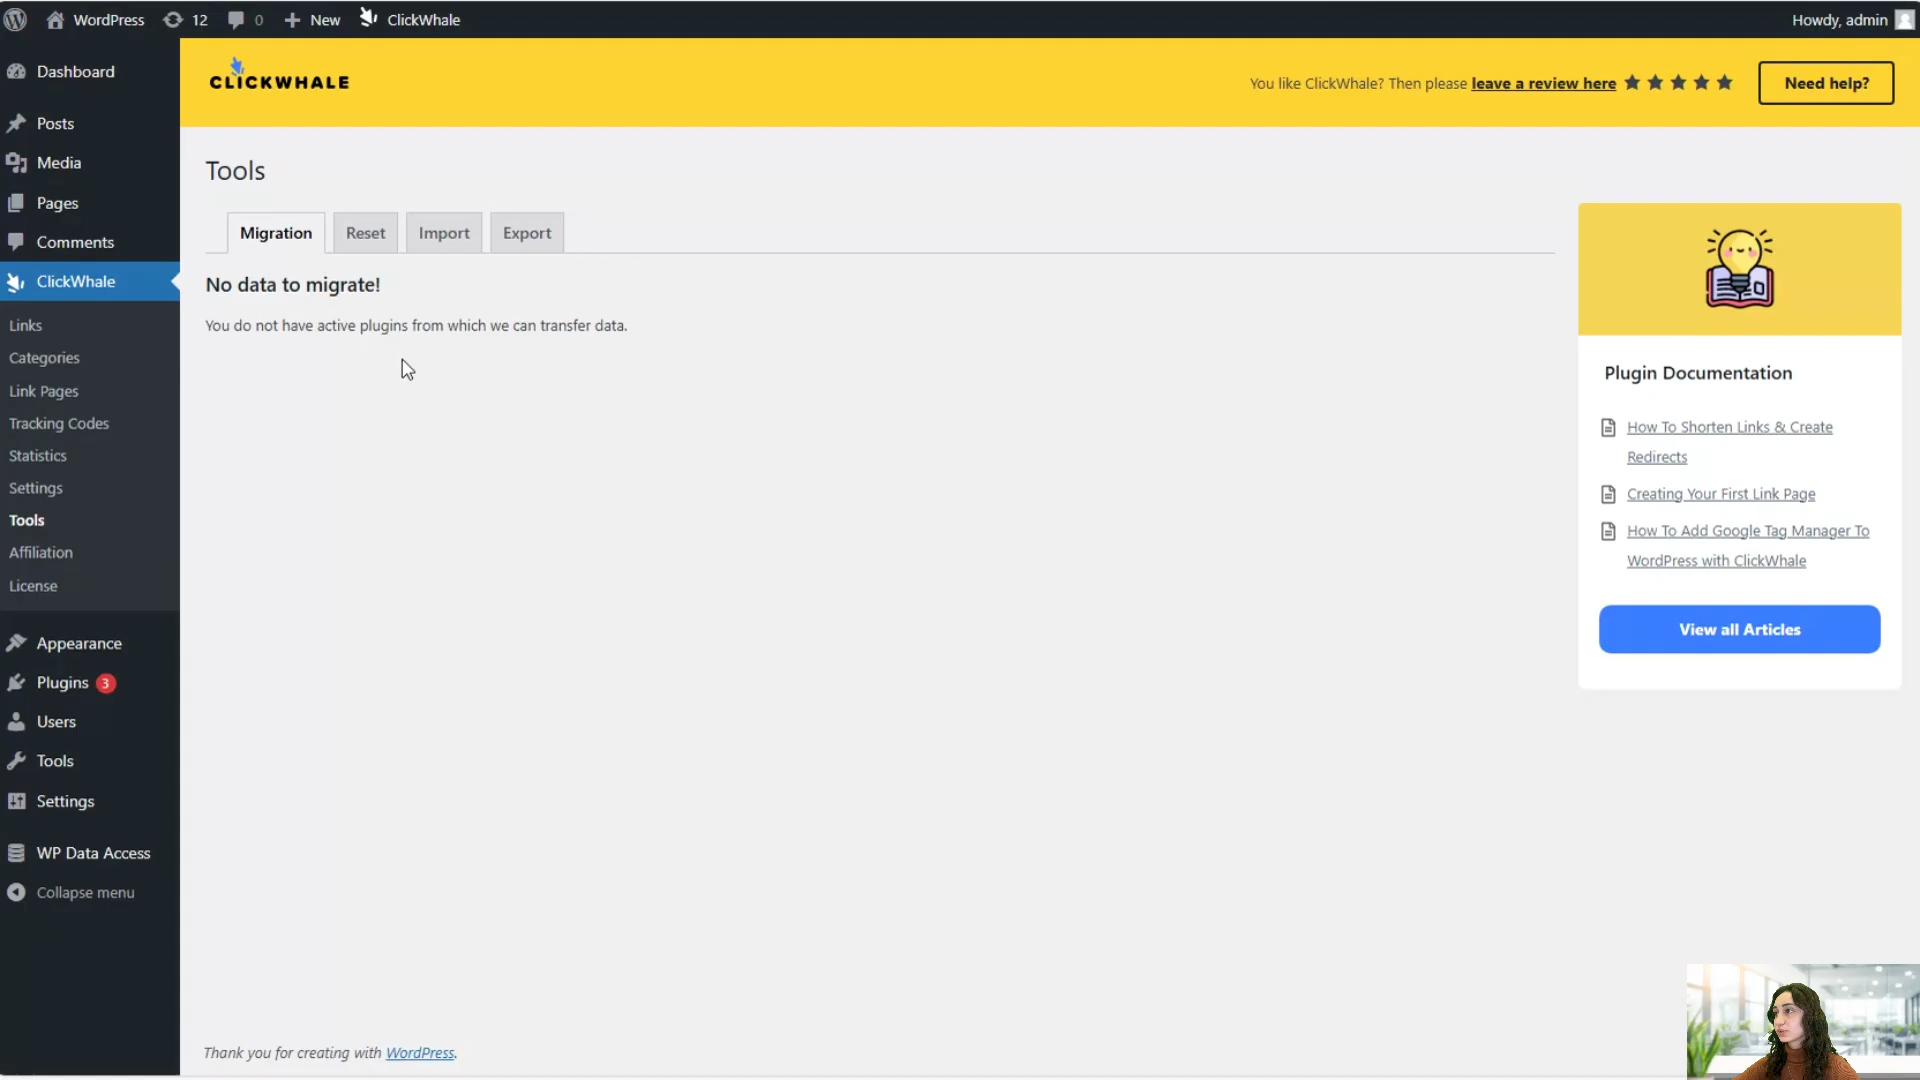 WordPress 12 0 New ClickWhale Howdy, admin
Dashboard
Posts
Media
Pages
Comments
ClickWhale
Links
Categories
Link Pages
Tracking Codes
Statistics
Settings
Tools
Affiliation
License
Appearance
Plugins 3
Users
Tools
Settings
WP Data Access
Collapse menu
CLICKWHALE
You like ClickWhale? Then please leave a review here
Need help?
Tools
Migration Reset Import Export
No data to migrate!
You do not have active plugins from which we can transfer data.
Plugin Documentation
How To Shorten Links & Create
Redirects
Creating Your First Link Page
How To Add Google Tag Manager To
WordPress with ClickWhale
View all Articles
Thank you for creating with WordPress.